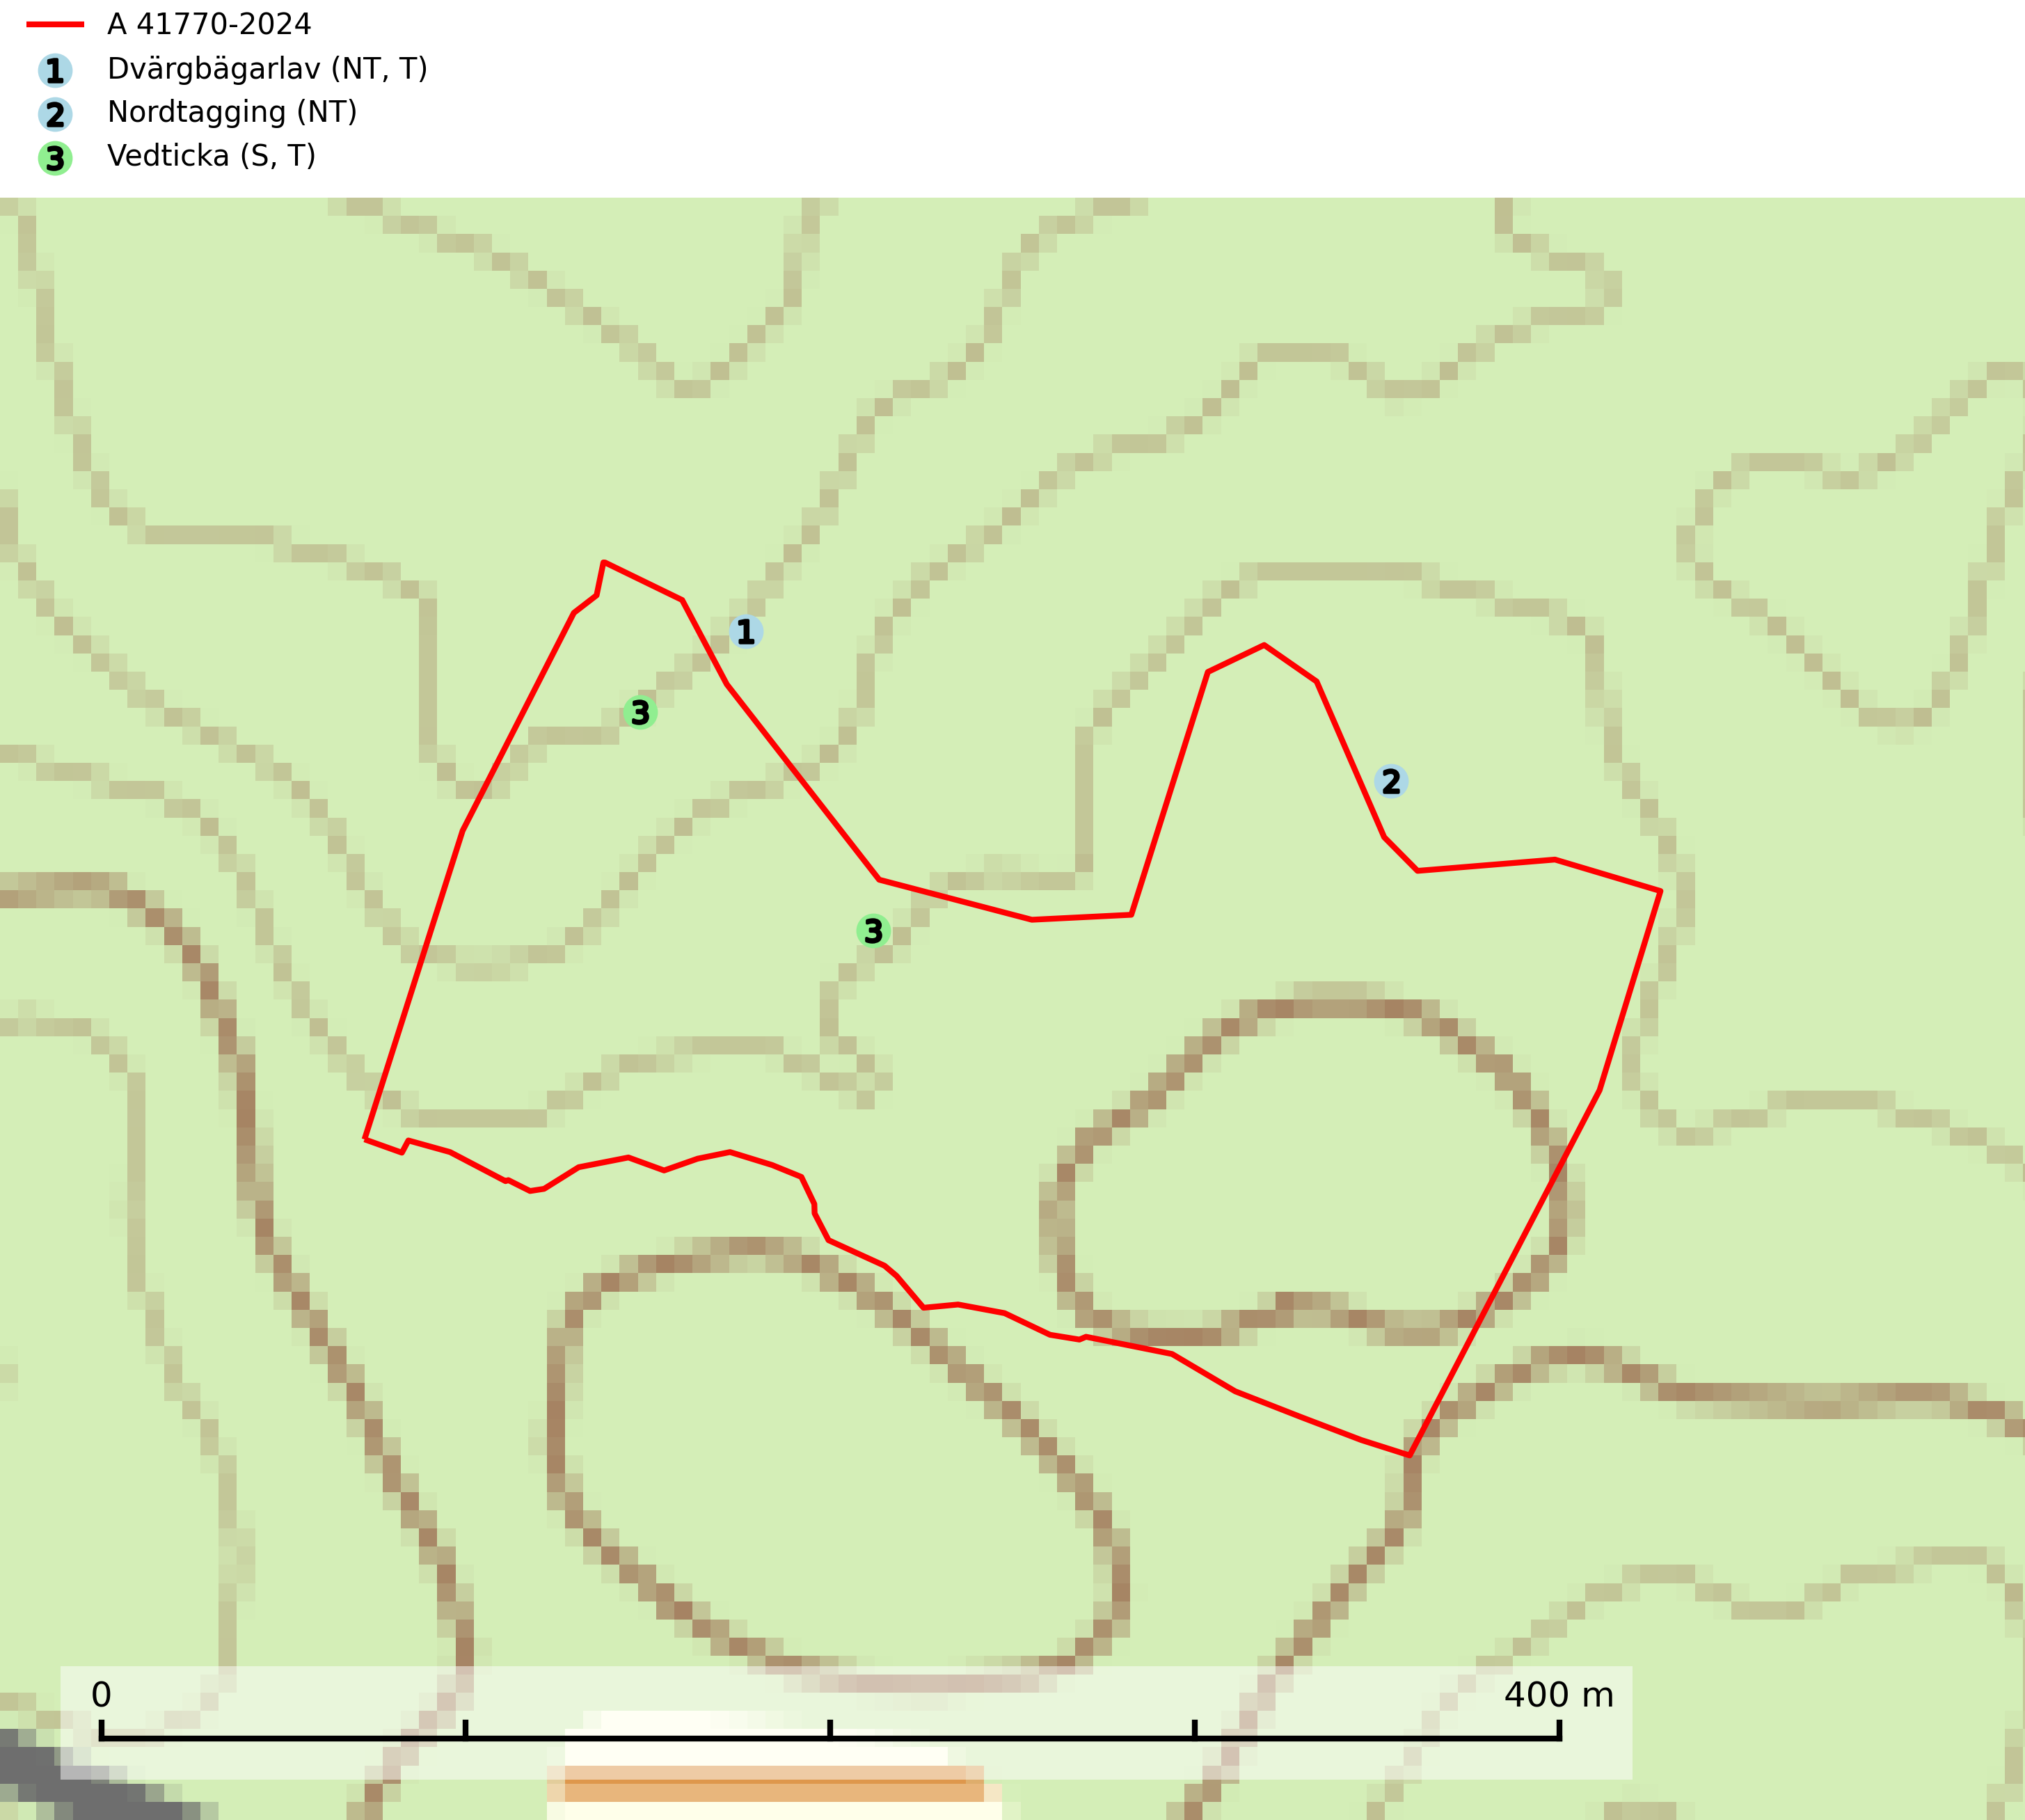 A 41770-2024
1 Dvärgbägarlav (NT, T)
2 Nordtagging (NT)
3 Vedticka (S, T)
1
3
2
3
0 400 m